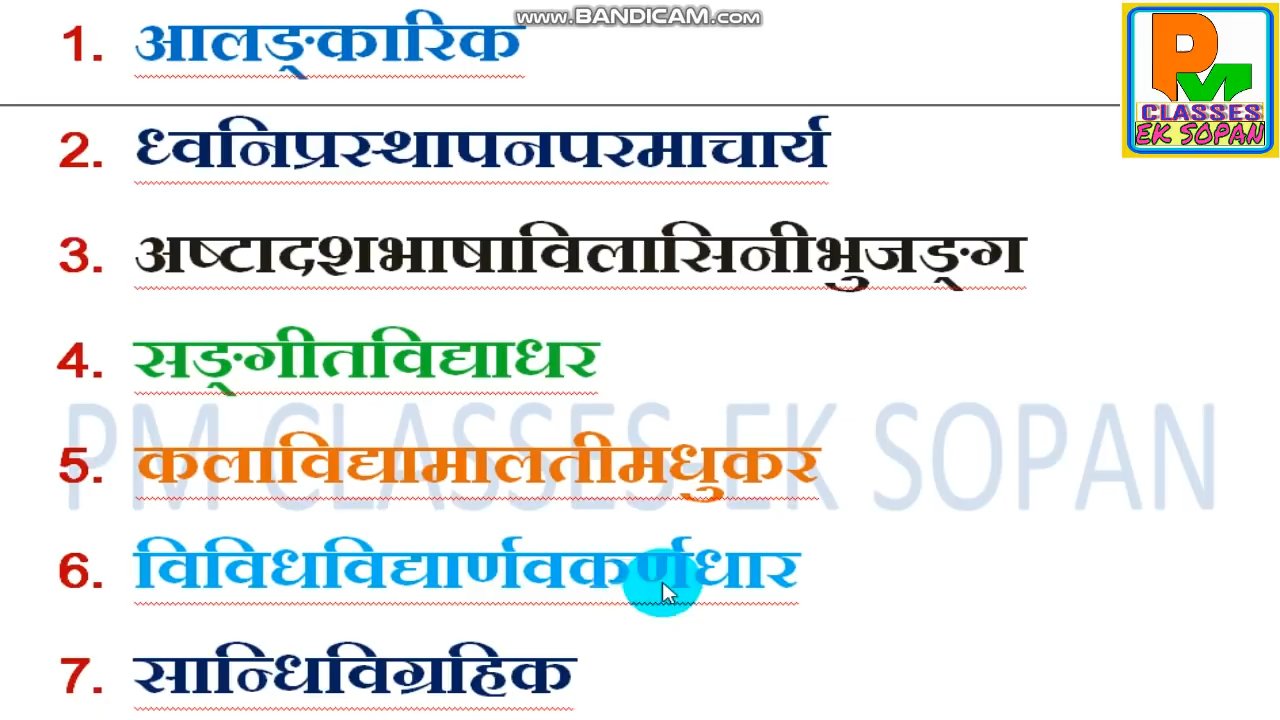 www.BANDICAM.com
1. आलङ्कारिक
PM
CLASSES
EK SOPAN
2. ध्वनिप्रस्थापनपरमाचार्य
3. अष्टादशभाषाविलासिनीभुजङ्ग
4. सङ्गीतविद्याधर
PM CLASSES EK SOPAN
5. कलाविद्यामालतीमधुकर
6. विविधविद्यार्णवकर्णधार
7. सान्धिविग्रहिक